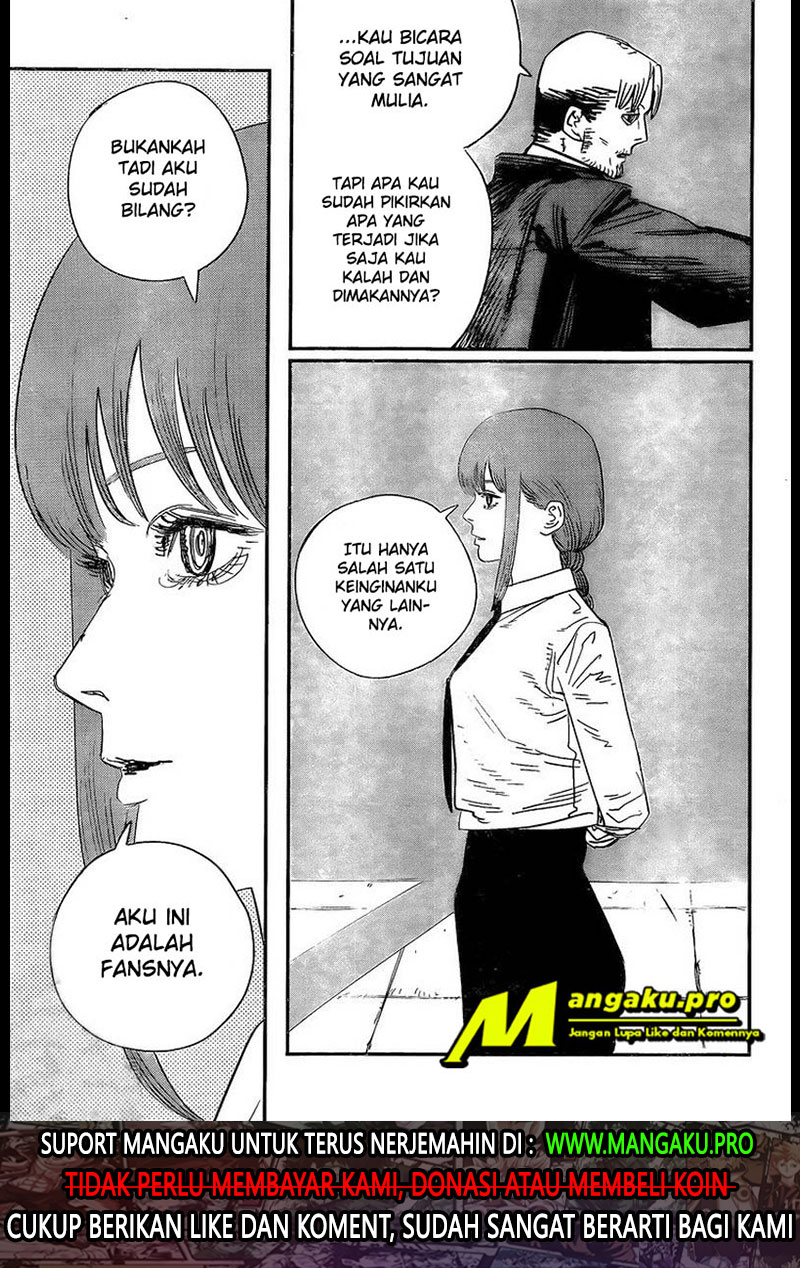 ...KAU BICARA
SOAL TUJUAN
YANG SANGAT
MULIA.
TAPI APA KAU
SUDAH PIKIRKAN
APA YANG
TERJADI JIKA
SAJA KAU
KALAH DAN
DIMAKANNYA?
ITU HANYA
SALAH SATU
KEINGINANKU
YANG LAIN-
NYA.
BUKANKAH
TADI AKU
SUDAH
BILANG?
AKU INI
ADALAH
FANSNYA.
Mangaku.pro
Jangan Lupa Like dan Komennya
SUPORT MANGAKU UNTUK TERUS NERJEMAHIN DI : WWW.MANGAKU.PRO
TIDAK PERLU MEMBAYAR KAMI, DONASI ATAU MEMBELI KOIN
CUKUP BERIKAN LIKE DAN KOMENT, SUDAH SANGAT BERARTI BAGI KAMI